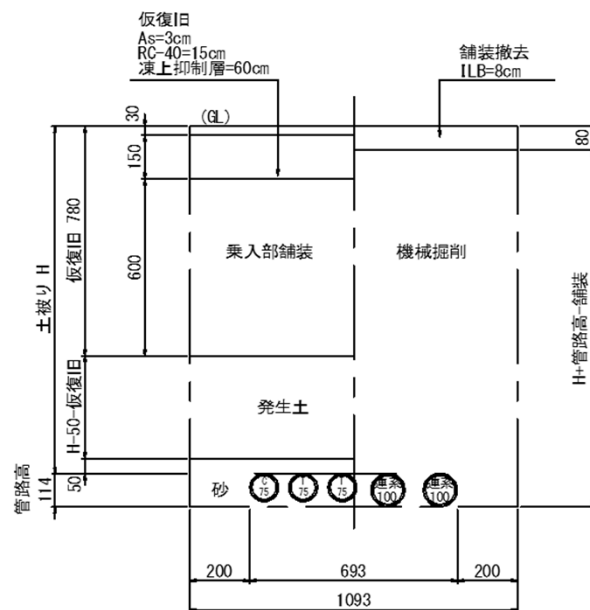 仮復旧
As=3cm
RC-40=15cm
凍上抑制層=60cm
舗装撤去
ILB=8cm
(GL)
30
150
600
仮復旧 780
土被り H
H-50-仮復旧
50
管路高
114
80
H+管路高-舗装
乗入部舗装
機械掘削
発生土
砂
C
75
T
75
T
75
連系
100
連系
100
200
693
200
1093